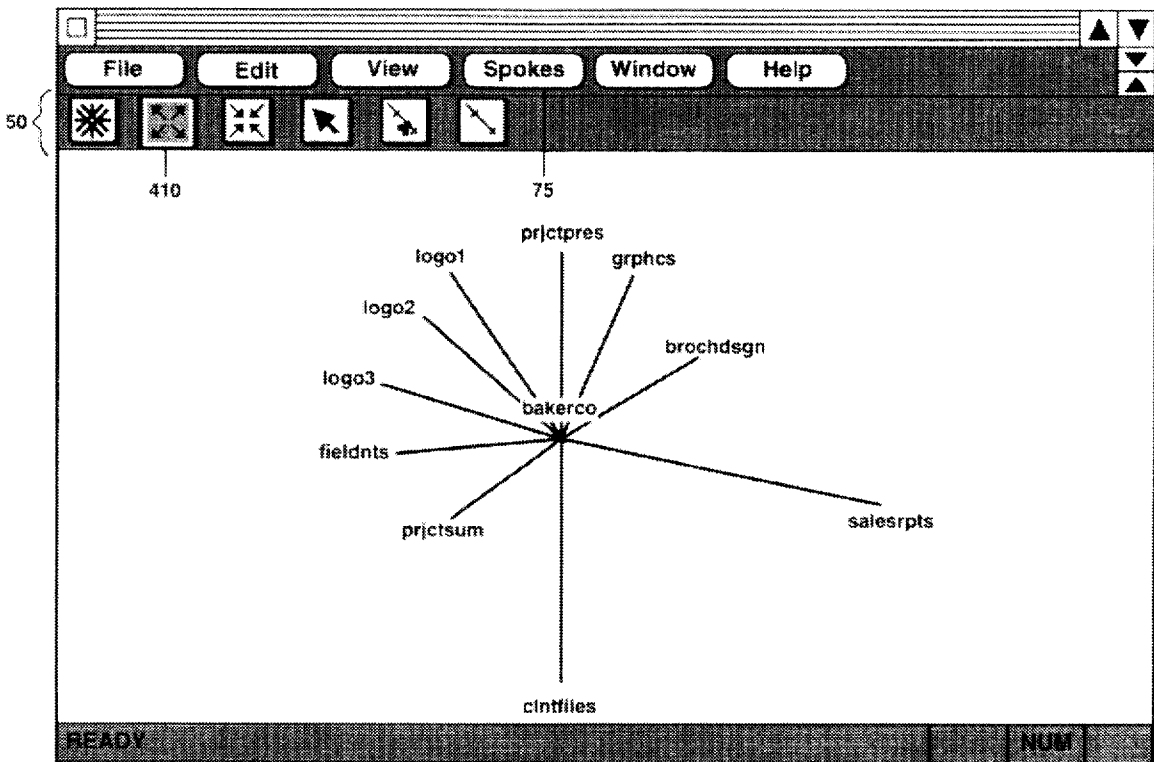 File Edit View Spokes Window Help
50
410 75
prjctpres
logo1 grphcs
logo2
brochdsgn
logo3
bakerco
fieldnts
salesrpts
prjctsum
clntfiles
READY NUM